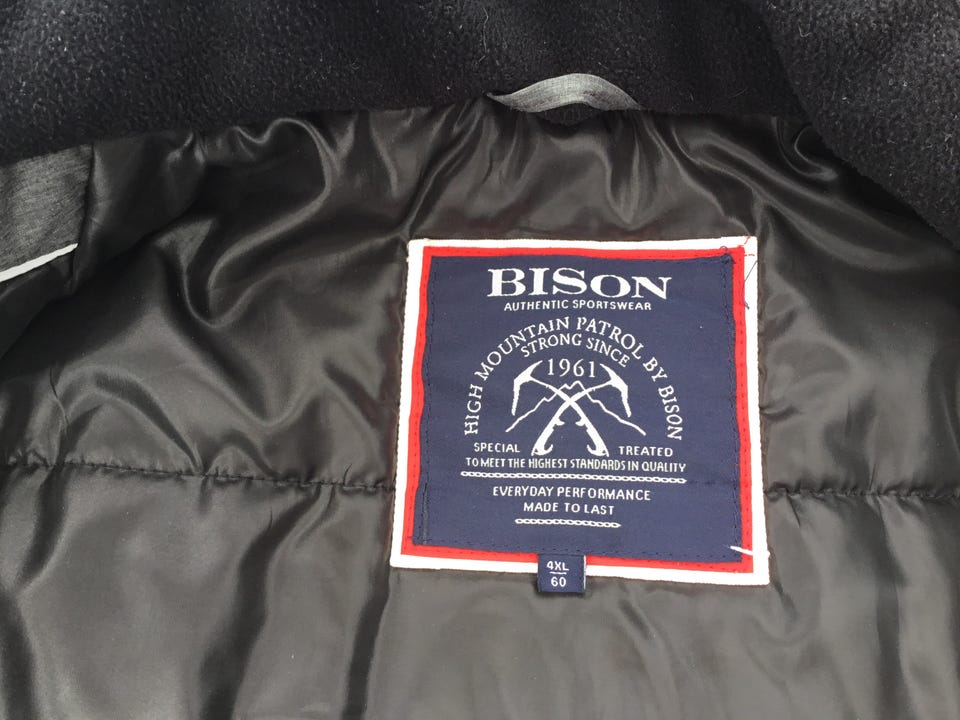 BISON
AUTHENTIC SPORTSWEAR
HIGH MOUNTAIN PATROL BY BISON
STRONG SINCE
1961
SPECIAL TREATED
TO MEET THE HIGHEST STANDARDS IN QUALITY
EVERYDAY PERFORMANCE
MADE TO LAST
4XL
60